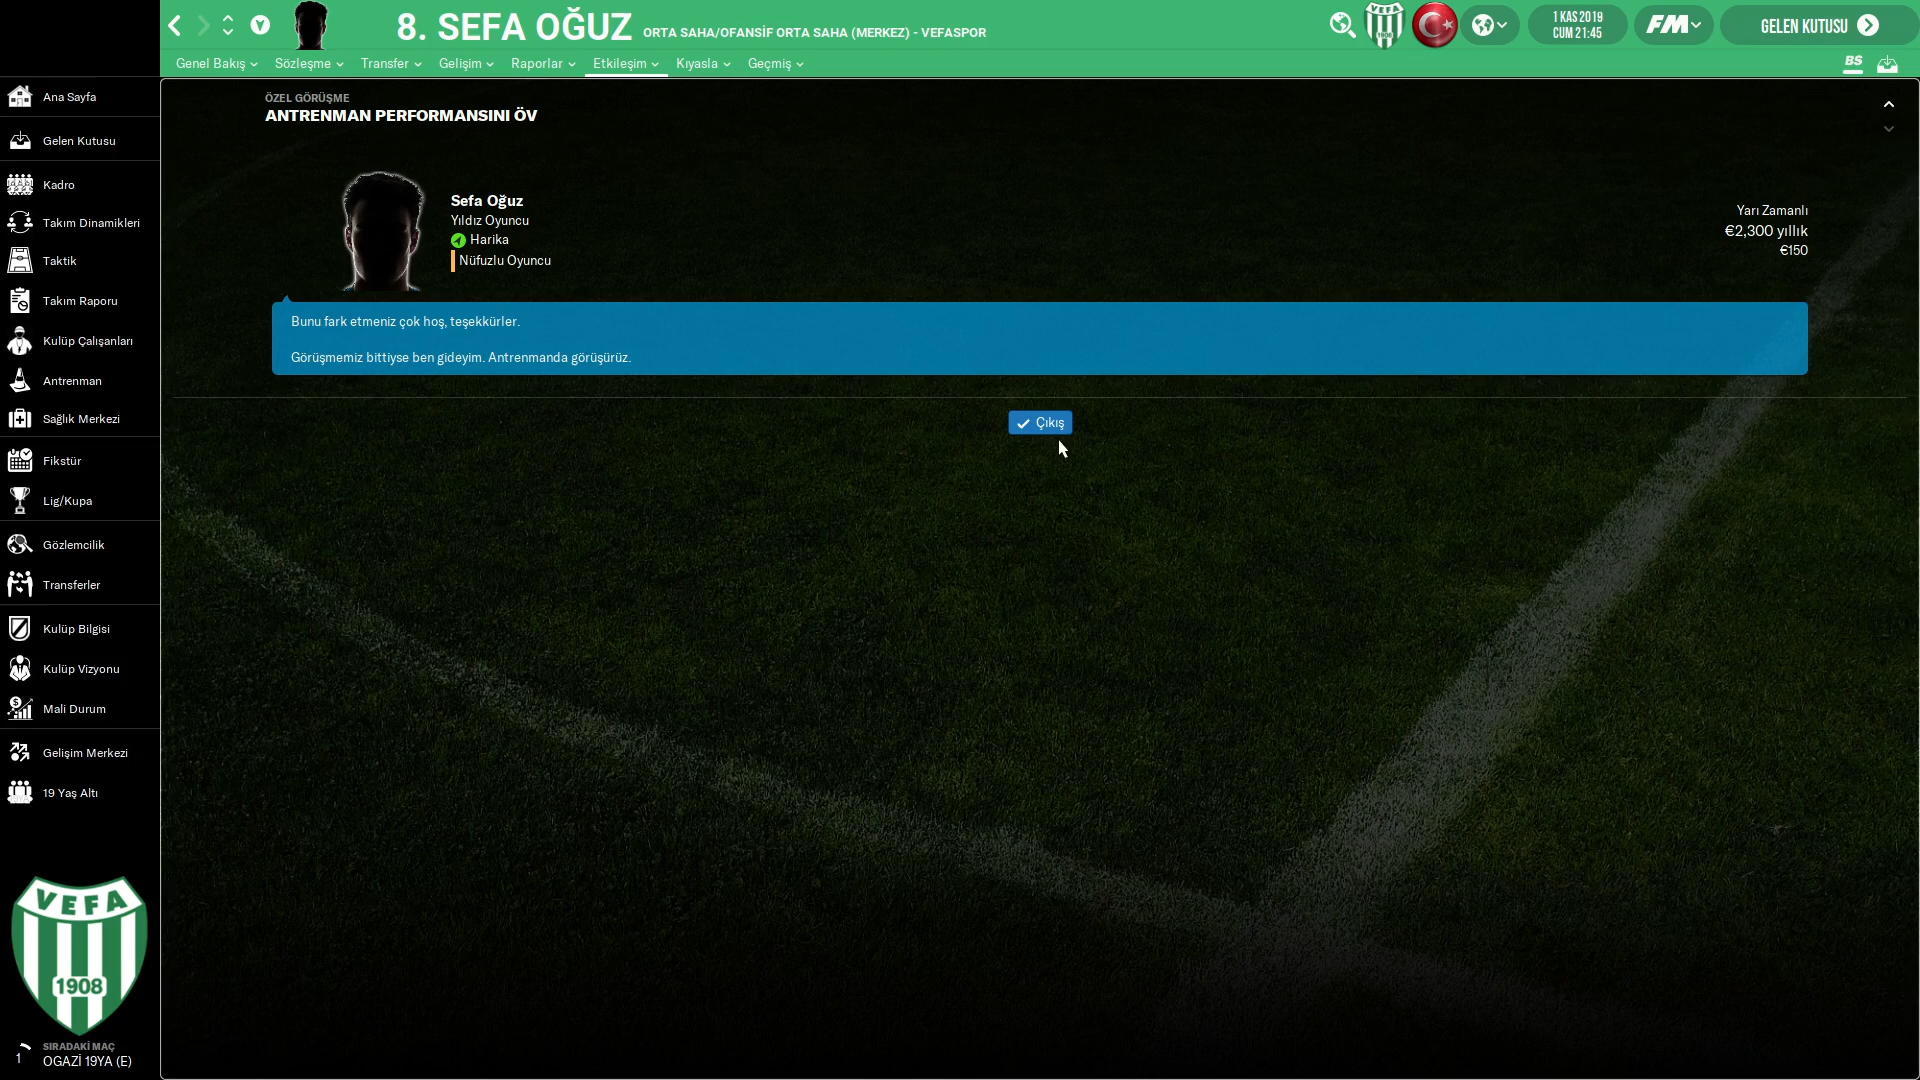 8. SEFA OĞUZ
ORTA SAHA/OFANSİF ORTA SAHA (MERKEZ) - VEFASPOR
VEFA
1 KAS 2019
CUM 21:45
FM
GELEN KUTUSU
Genel Bakış
Sözleşme
Transfer
Gelişim
Raporlar
Etkileşim
Kıyasla
Geçmiş
BS
Ana Sayfa
Gelen Kutusu
Kadro
Takım Dinamikleri
Taktik
Takım Raporu
Kulüp Çalışanları
Antrenman
Sağlık Merkezi
Fikstür
Lig/Kupa
Gözlemcilik
Transferler
Kulüp Bilgisi
Kulüp Vizyonu
Mali Durum
Gelişim Merkezi
19 Yaş Altı
VEFA
1908
1
SIRADAKİ MAÇ
OGAZİ 19YA (E)
ÖZEL GÖRÜŞME
ANTRENMAN PERFORMANSINI ÖV
Sefa Oğuz
Yıldız Oyuncu
Harika
Nüfuzlu Oyuncu
Yarı Zamanlı
€2,300 yıllık
€150
Bunu fark etmeniz çok hoş, teşekkürler.
Görüşmemiz bittiyse ben gideyim. Antrenmanda görüşürüz.
Çıkış